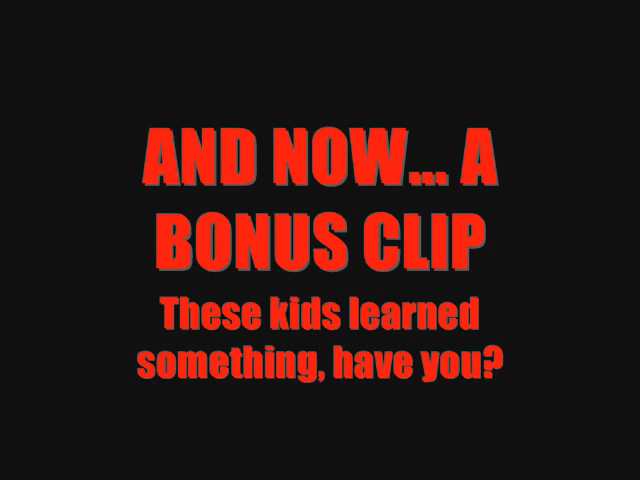 AND NOW... A
BONUS CLIP
These kids learned
something, have you?